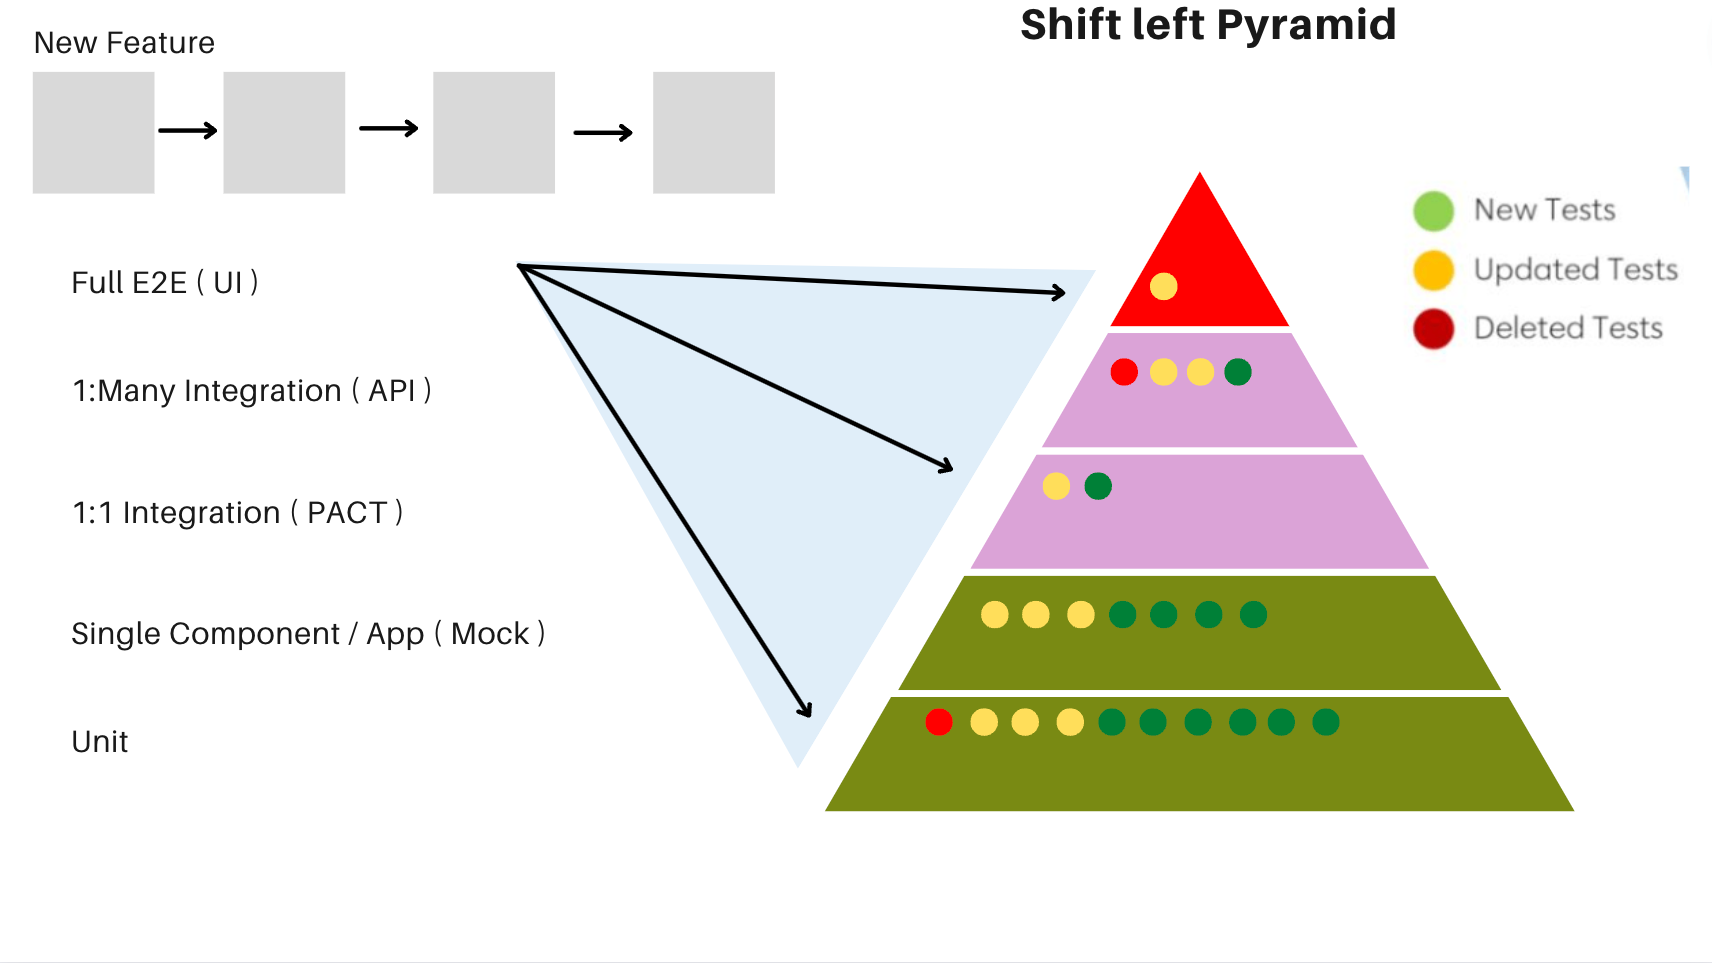 Shift left Pyramid
New Feature
New Tests
Updated Tests
Deleted Tests
Full E2E ( UI )
1:Many Integration ( API )
1:1 Integration ( PACT )
Single Component / App ( Mock )
Unit